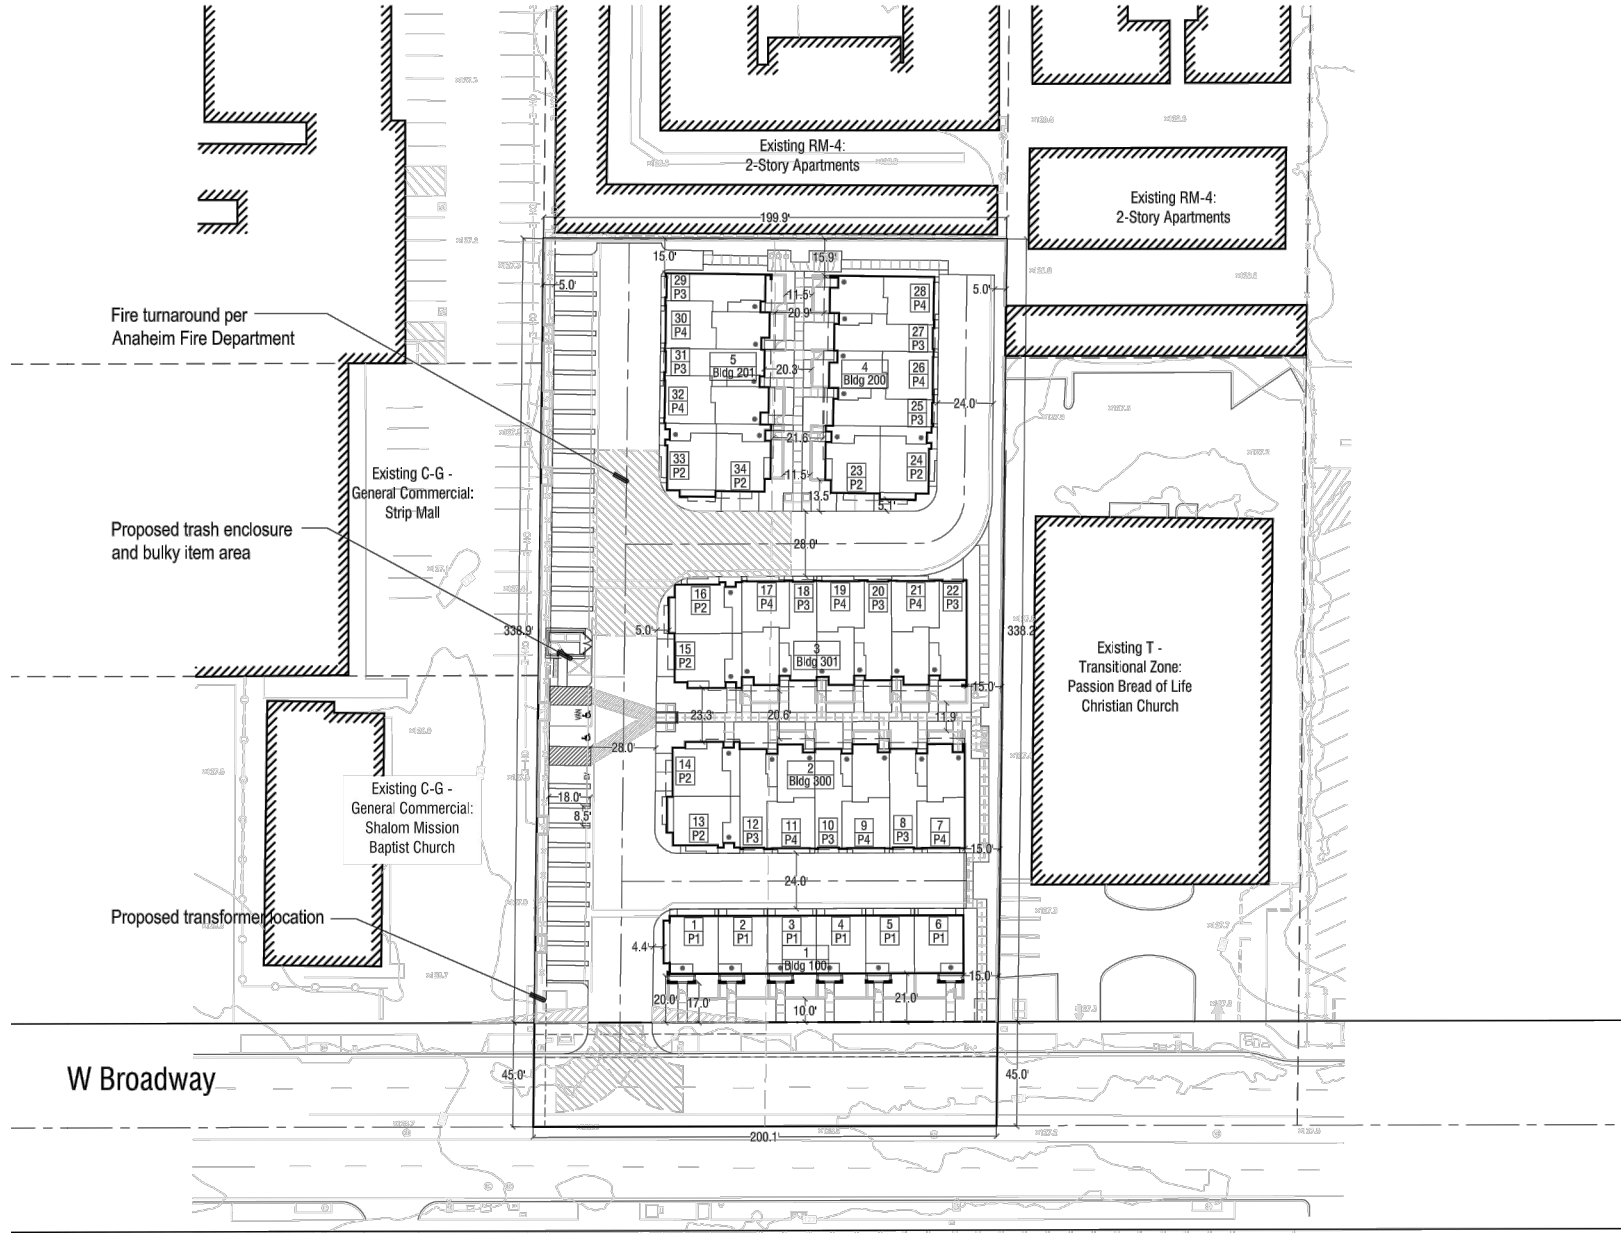 Existing RM-4:
2-Story Apartments
Existing RM-4:
2-Story Apartments
199.9'
15.0'
15.9'
5.0'
5.0'
Fire turnaround per
Anaheim Fire Department
29
P3
30
P4
31
P3
32
P4
33
P2
34
P2
5
Bldg 201
11.5'
20.9'
20.3'
21.6'
11.5'
13.5'
5.1'
28
P4
27
P3
26
P4
25
P3
24
P2
23
P2
4
Bldg 200
24.0'
Existing C-G -
General Commercial:
Strip Mall
Proposed trash enclosure
and bulky item area
28.0'
16
P2
17
P4
18
P3
19
P4
20
P3
21
P4
22
P3
15
P2
3
Bldg 301
5.0'
338.9'
338.2'
Existing T -
Transitional Zone:
Passion Bread of Life
Christian Church
15.0'
23.3'
20.6'
11.9'
VAN
28.0'
14
P2
2
Bldg 300
13
P2
12
P3
11
P4
10
P3
9
P4
8
P3
7
P4
18.0'
8.5'
15.0'
Existing C-G -
General Commercial:
Shalom Mission
Baptist Church
24.0'
Proposed transformer location
1
P1
2
P1
3
P1
4
P1
5
P1
6
P1
1
Bldg 100
4.4'
15.0'
20.0'
17.0'
10.0'
21.0'
W Broadway
45.0'
45.0'
200.1'